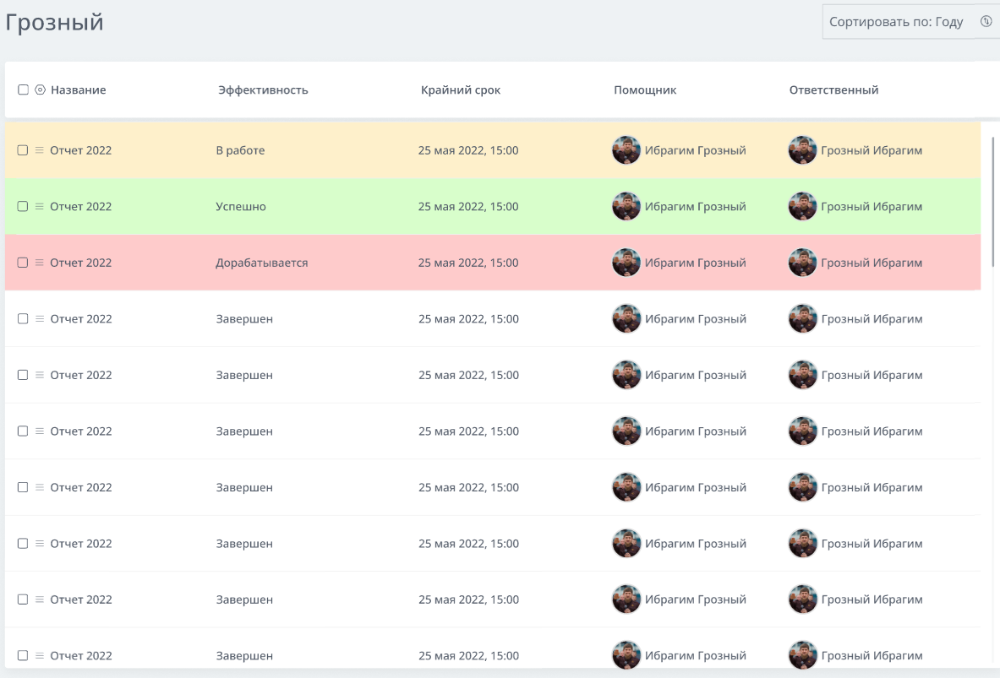 Грозный
Сортировать по: Году
Название Эффективность Крайний срок Помощник Ответственный
Отчет 2022 В работе 25 мая 2022, 15:00 Ибрагим Грозный Грозный Ибрагим
Отчет 2022 Успешно 25 мая 2022, 15:00 Ибрагим Грозный Грозный Ибрагим
Отчет 2022 Дорабатывается 25 мая 2022, 15:00 Ибрагим Грозный Грозный Ибрагим
Отчет 2022 Завершен 25 мая 2022, 15:00 Ибрагим Грозный Грозный Ибрагим
Отчет 2022 Завершен 25 мая 2022, 15:00 Ибрагим Грозный Грозный Ибрагим
Отчет 2022 Завершен 25 мая 2022, 15:00 Ибрагим Грозный Грозный Ибрагим
Отчет 2022 Завершен 25 мая 2022, 15:00 Ибрагим Грозный Грозный Ибрагим
Отчет 2022 Завершен 25 мая 2022, 15:00 Ибрагим Грозный Грозный Ибрагим
Отчет 2022 Завершен 25 мая 2022, 15:00 Ибрагим Грозный Грозный Ибрагим
Отчет 2022 Завершен 25 мая 2022, 15:00 Ибрагим Грозный Грозный Ибрагим